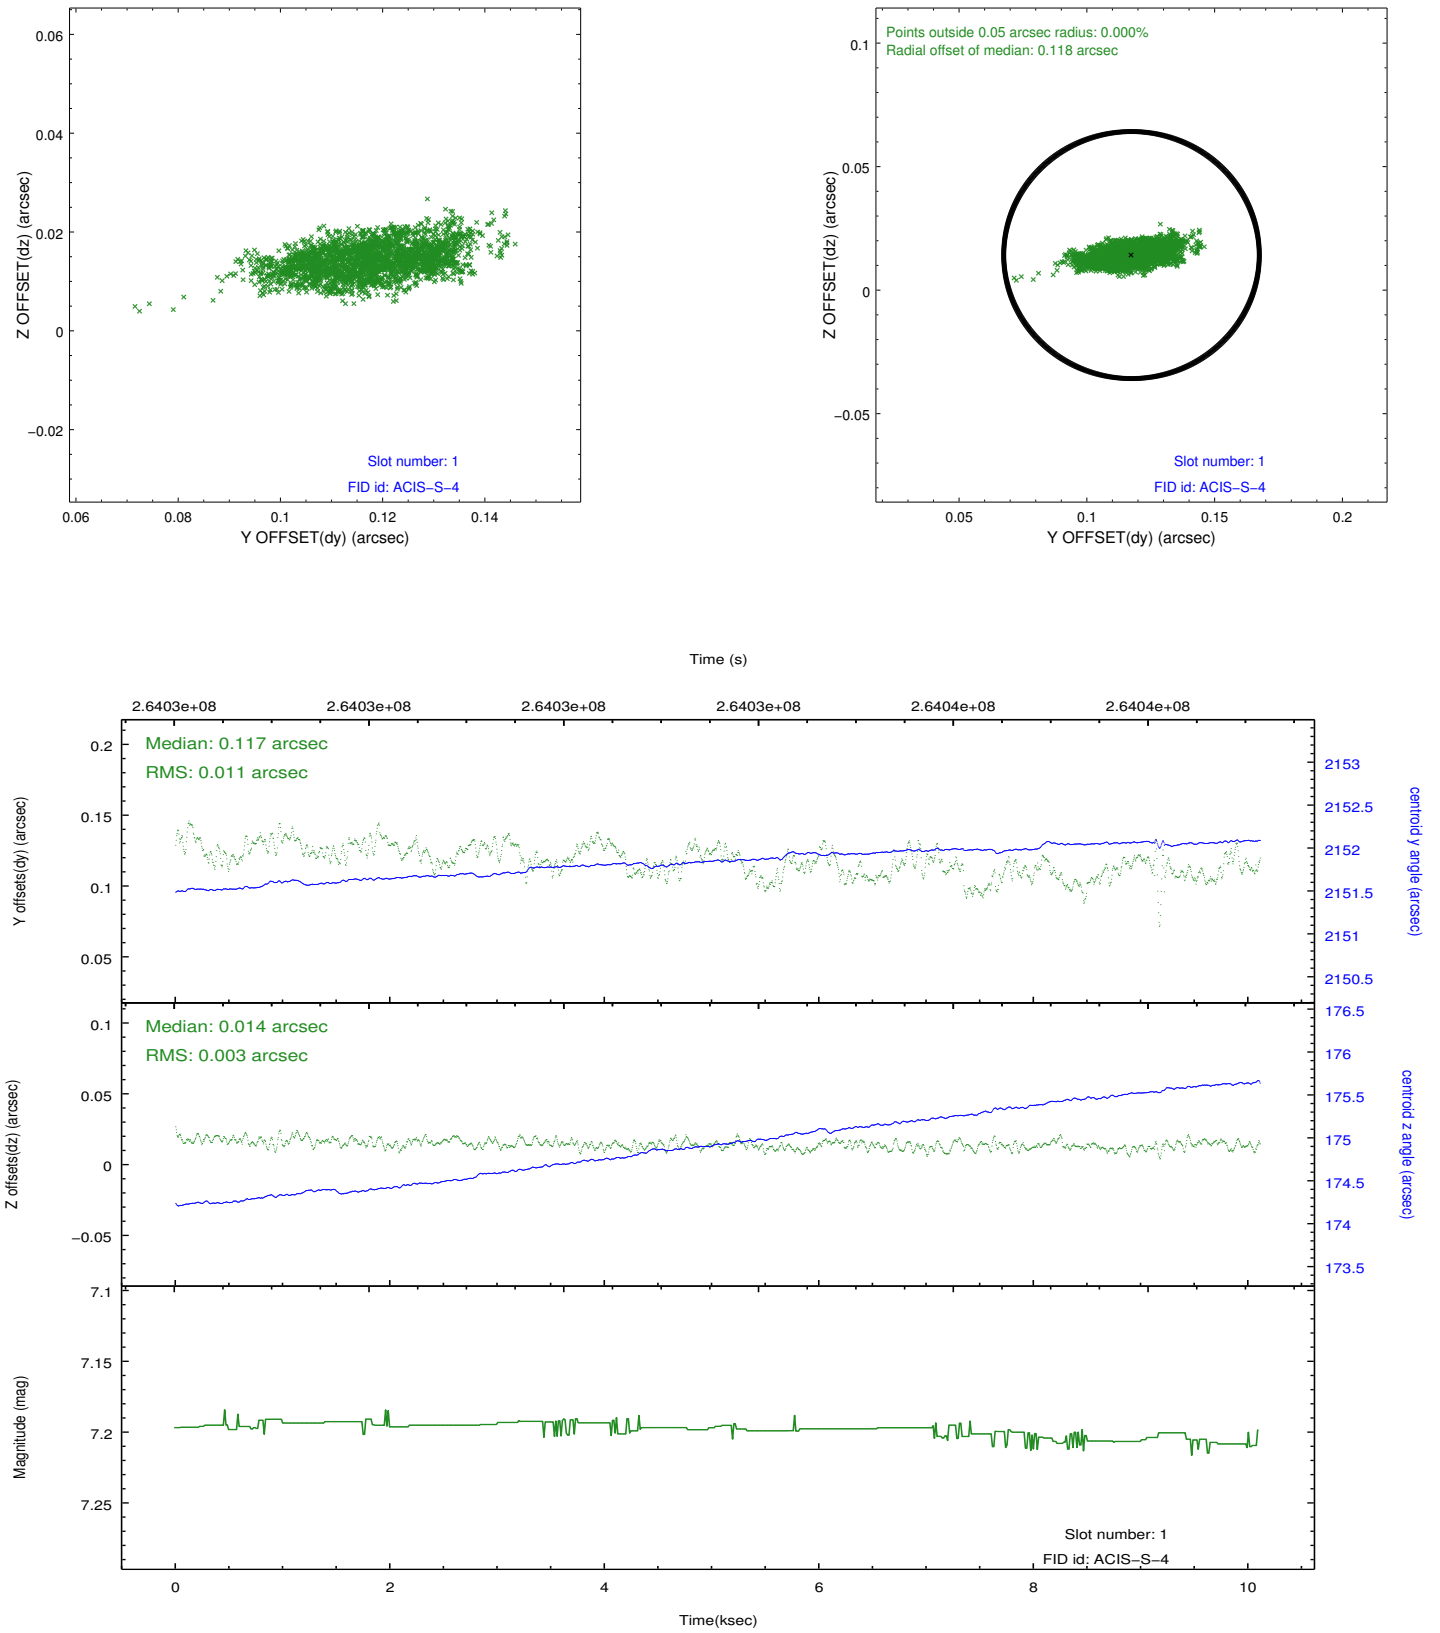 0.06
0.04
0.02
0
−0.02
Z OFFSET(dz) (arcsec)
Slot number: 1
FID id: ACIS−S−4
0.06 0.08 0.1 0.12 0.14
Y OFFSET(dy) (arcsec)
Points outside 0.05 arcsec radius: 0.000%
Radial offset of median: 0.118 arcsec
0.1
0.05
0
−0.05
Z OFFSET(dz) (arcsec)
Slot number: 1
FID id: ACIS−S−4
0.05 0.1 0.15 0.2
Y OFFSET(dy) (arcsec)
Time (s)
2.6403e+08 2.6403e+08 2.6403e+08 2.6403e+08 2.6404e+08 2.6404e+08
Median: 0.117 arcsec
RMS: 0.011 arcsec
0.2
0.15
0.1
0.05
Y offsets(dy) (arcsec)
2153
2152.5
2152
2151.5
2151
2150.5
centroid y angle (arcsec)
Median: 0.014 arcsec
RMS: 0.003 arcsec
0.1
0.05
0
−0.05
Z offsets(dz) (arcsec)
176.5
176
175.5
175
174.5
174
173.5
centroid z angle (arcsec)
7.1
7.15
7.2
7.25
Magnitude (mag)
Slot number: 1
FID id: ACIS−S−4
0 2 4 6 8 10
Time(ksec)